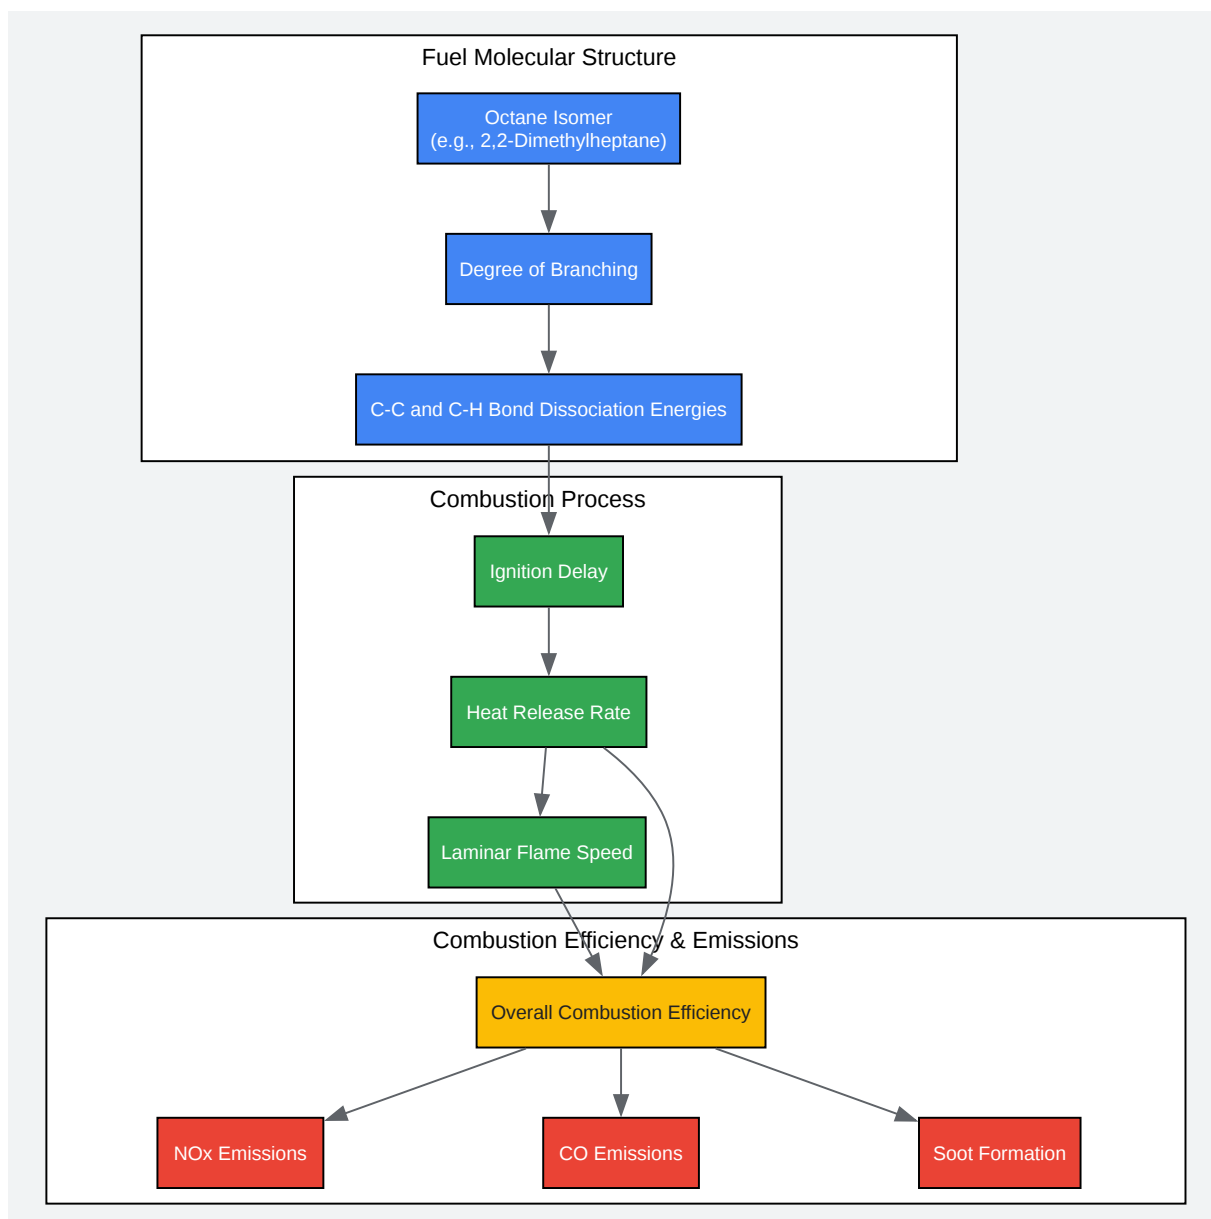 Fuel Molecular Structure
Octane Isomer
(e.g., 2,2-Dimethylheptane)
Degree of Branching
C-C and C-H Bond Dissociation Energies
Combustion Process
Ignition Delay
Heat Release Rate
Laminar Flame Speed
Combustion Efficiency & Emissions
Overall Combustion Efficiency
NOx Emissions
CO Emissions
Soot Formation